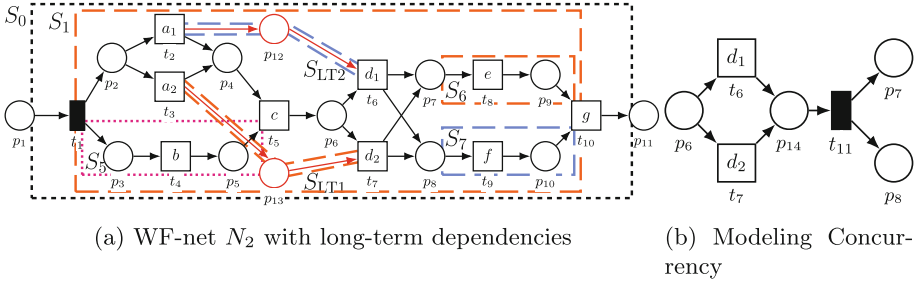 S₀
S₁
a₁
t₂
p₁₂
p₂
a₂
t₃
p₄
S_LT2
d₁
t₆
p₇
e
t₈
S₆
p₉
p₁
t₁
c
t₅
p₆
g
t₁₀
p₁₁
S₅
p₃
b
t₄
p₅
p₁₃
S_LT1
d₂
t₇
p₈
S₇
f
t₉
p₁₀
(a) WF-net N₂ with long-term dependencies
d₁
t₆
p₆
p₁₄
t₁₁
p₇
d₂
t₇
p₈
(b) Modeling Concur-
rency